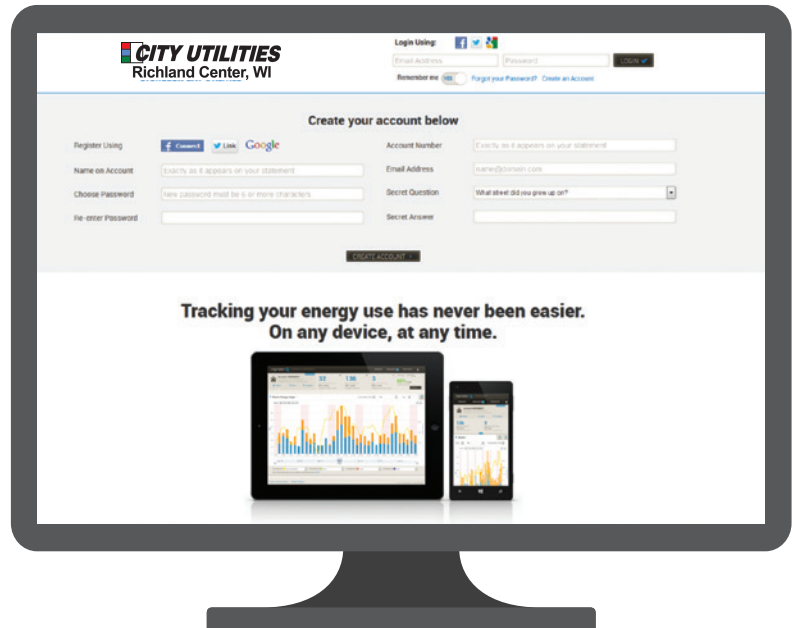 CITY UTILITIES
Richland Center, WI
Login Using:
Email Address
Password
LOGIN
Remember me YES Forgot your Password? Create an Account
Create your account below
Register Using
Connect
Link
Google
Name on Account
Exactly as it appears on your statement
Choose Password
New password must be 6 or more characters
Re-enter Password
Account Number
Exactly as it appears on your statement
Email Address
name@domain.com
Secret Question
What street did you grow up on?
Secret Answer
CREATE ACCOUNT
Tracking your energy use has never been easier.
On any device, at any time.